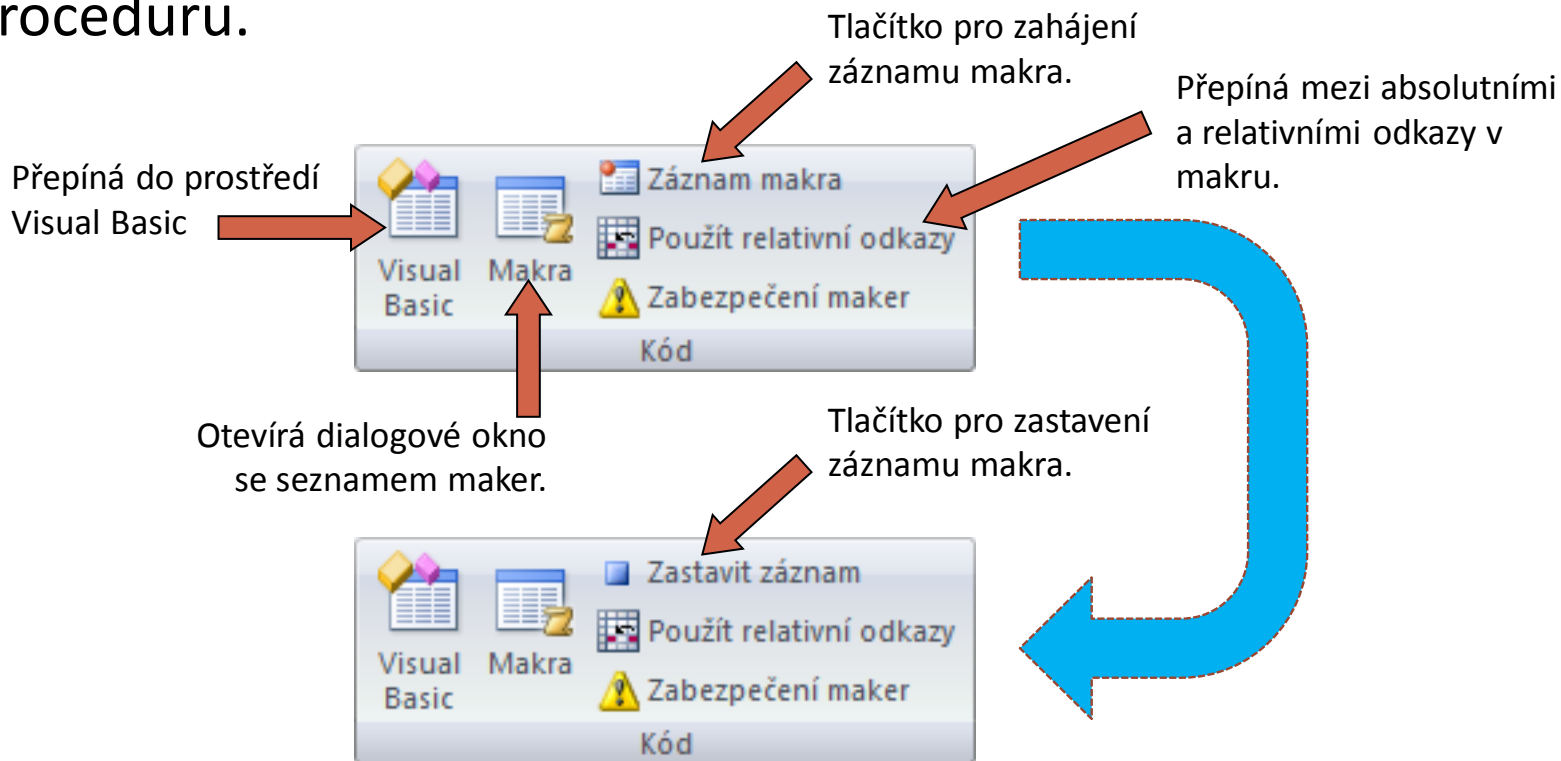 roceduru.
Tlačítko pro zahájení
záznamu makra.
Přepíná mezi absolutními
a relativními odkazy v
makru.
Přepíná do prostředí
Visual Basic
Záznam makra
Použít relativní odkazy
Zabezpečení maker
Visual
Basic
Makra
Kód
Otevírá dialogové okno
se seznamem maker.
Tlačítko pro zastavení
záznamu makra.
Zastavit záznam
Použít relativní odkazy
Zabezpečení maker
Visual
Basic
Makra
Kód